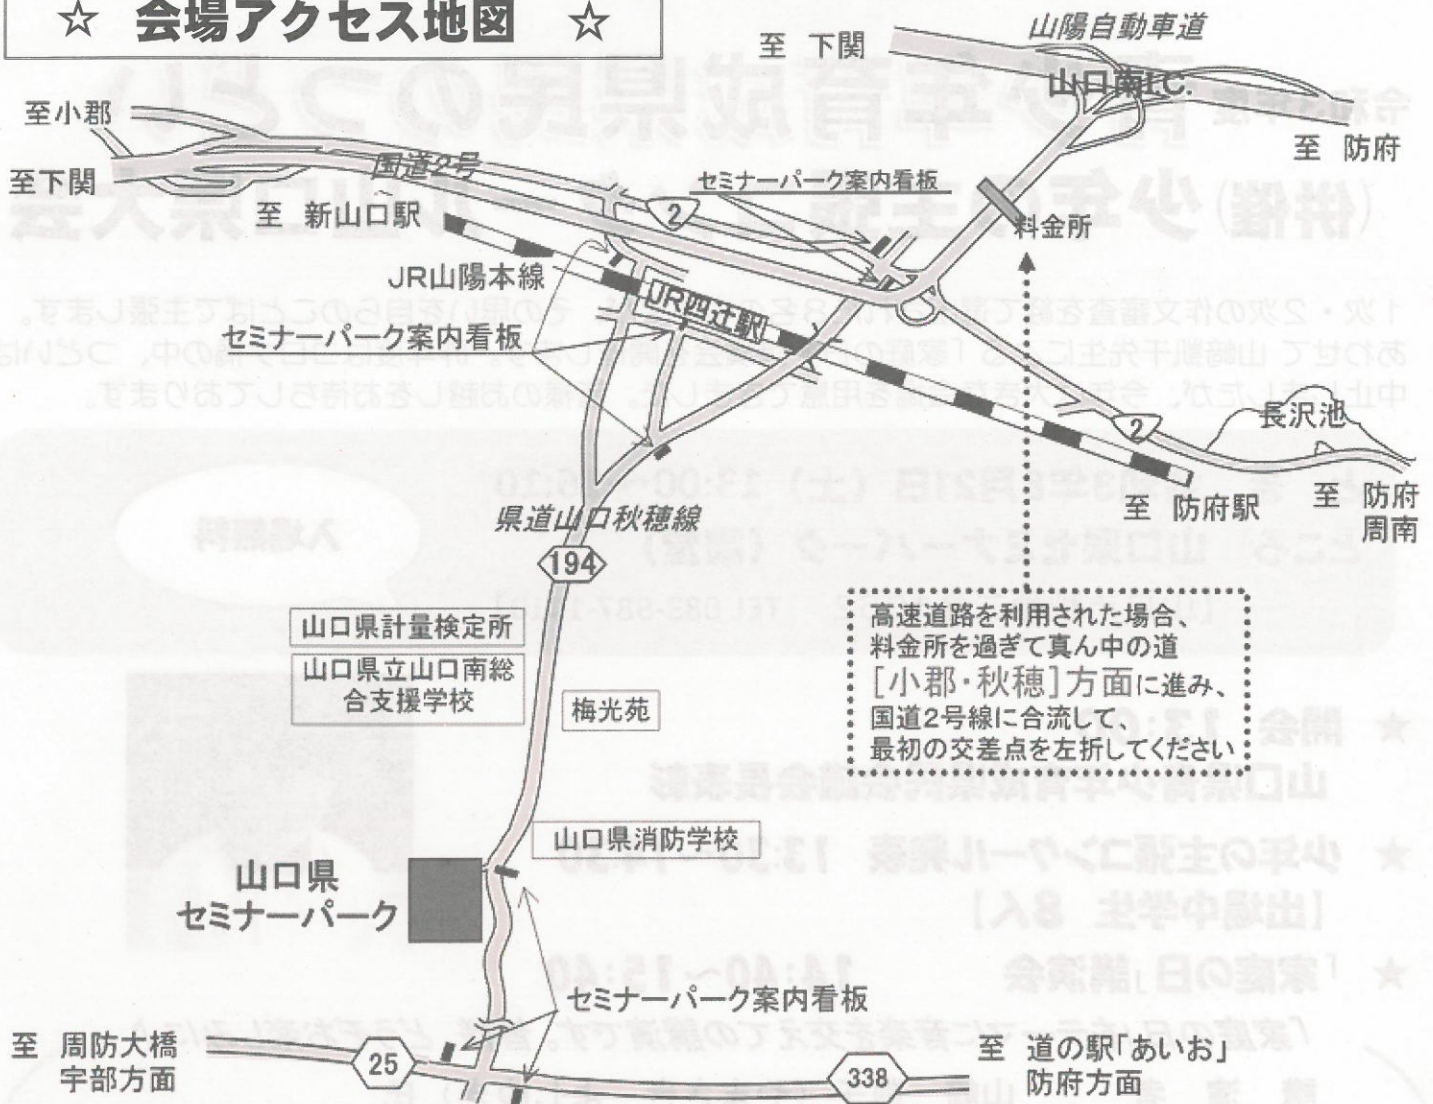 ☆ 会場アクセス地図 ☆
山陽自動車道
至 下関
山口南I.C.
至小郡
至 防府
至下関
国道2号
セミナーパーク案内看板
至 新山口駅
2
料金所
JR山陽本線
JR四辻駅
セミナーパーク案内看板
長沢池
2
至 防府駅
至 防府
周南
県道山口秋穂線
194
高速道路を利用された場合、
料金所を過ぎて真ん中の道
[小郡・秋穂]方面に進み、
国道2号線に合流して、
最初の交差点を左折してください
山口県計量検定所
山口県立山口南総
合支援学校
梅光苑
山口県消防学校
山口県
セミナーパーク
セミナーパーク案内看板
至 周防大橋
宇部方面
25
338
至 道の駅「あいお」
防府方面